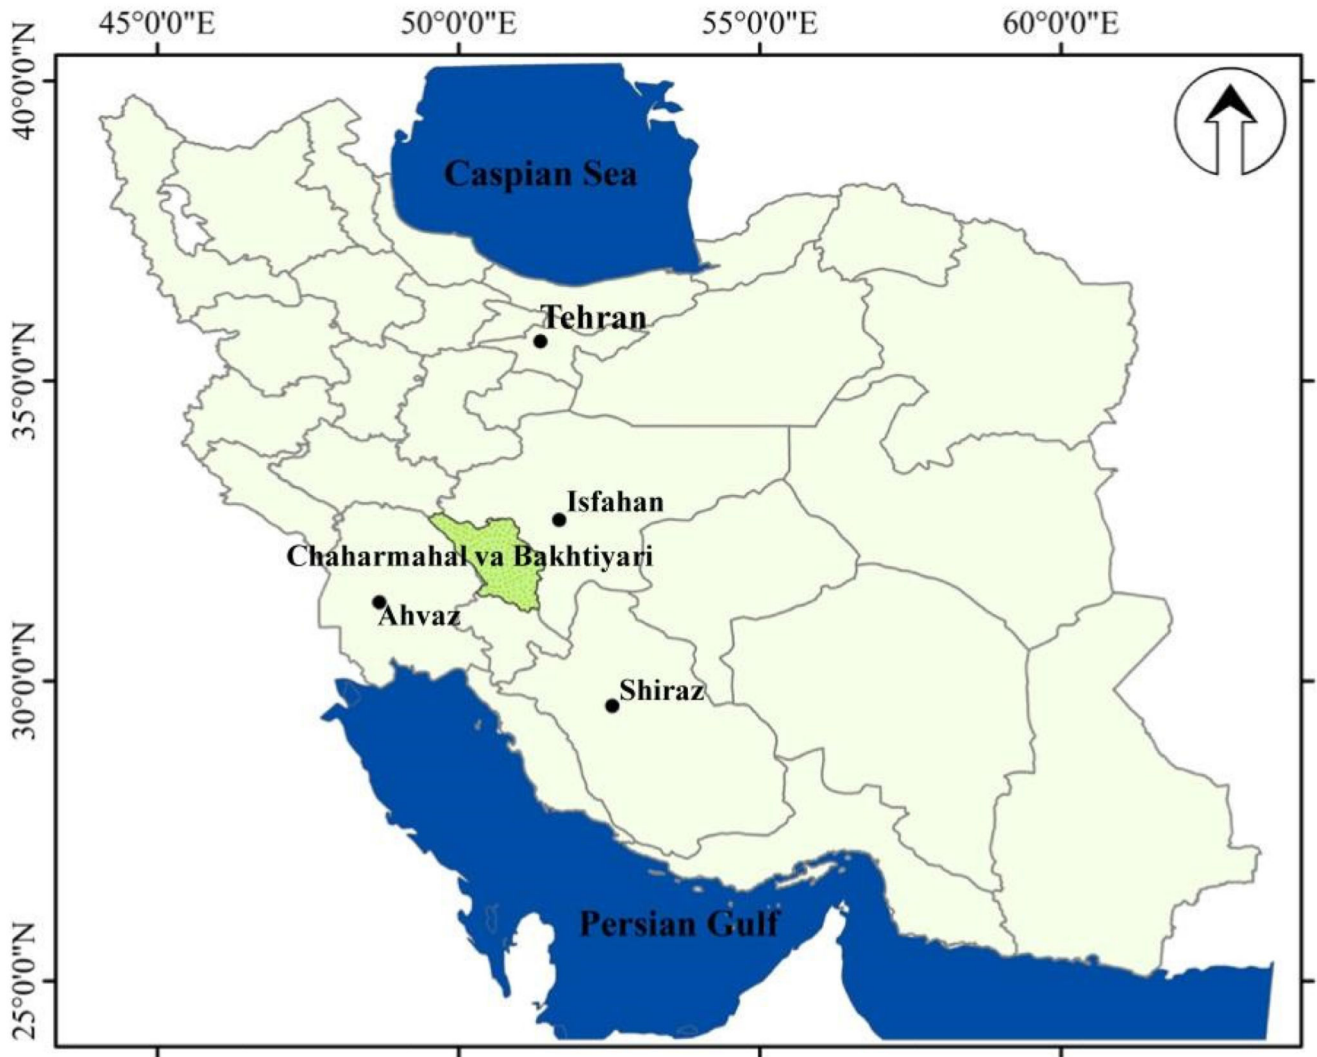 45°0'0"E 50°0'0"E 55°0'0"E 60°0'0"E
40°0'0"N
35°0'0"N
30°0'0"N
25°0'0"N
Caspian Sea
Tehran
Isfahan
Chaharmahal va Bakhtiyari
Ahvaz
Shiraz
Persian Gulf